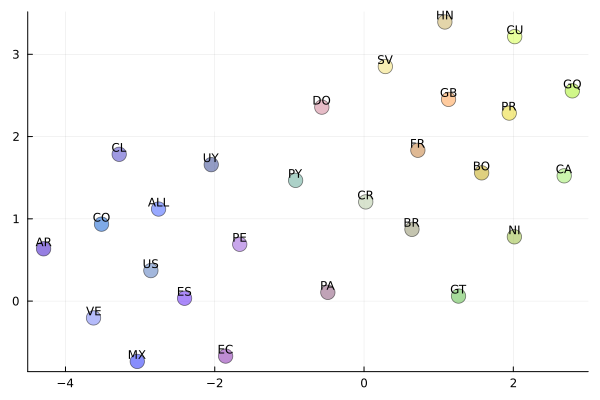 HN
CU
3
SV
GQ
DO
GB
PR
2
FR
CL
UY
BO
CA
PY
CR
ALL
1
CO
BR
NI
AR
PE
US
ES
PA
GT
0
VE
MX
EC
−4
−2
0
2